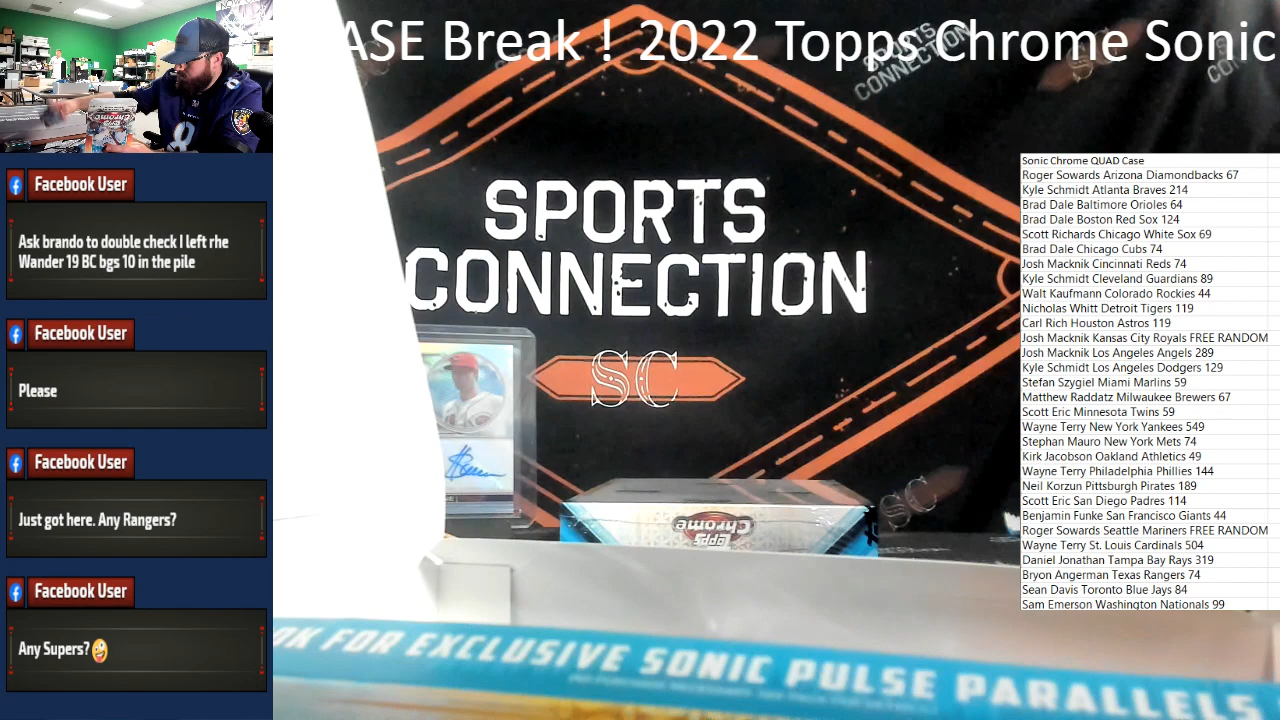 ASE Break ! 2022 Topps Chrome Sonic
Facebook User
Ask brando to double check I left rhe
Wander 19 BC bgs 10 in the pile
Facebook User
Please
Facebook User
Just got here. Any Rangers?
Facebook User
Any Supers?🤪
SPORTS
CONNECTION
SC
SPORTS
CONNECTION
SC
Topps
Chrome
OK FOR EXCLUSIVE SONIC PULSE PARALLELS
Sonic Chrome QUAD Case
Roger Sowards Arizona Diamondbacks 67
Kyle Schmidt Atlanta Braves 214
Brad Dale Baltimore Orioles 64
Brad Dale Boston Red Sox 124
Scott Richards Chicago White Sox 69
Brad Dale Chicago Cubs 74
Josh Macknik Cincinnati Reds 74
Kyle Schmidt Cleveland Guardians 89
Walt Kaufmann Colorado Rockies 44
Nicholas Whitt Detroit Tigers 119
Carl Rich Houston Astros 119
Josh Macknik Kansas City Royals FREE RANDOM
Josh Macknik Los Angeles Angels 289
Kyle Schmidt Los Angeles Dodgers 129
Stefan Szygiel Miami Marlins 59
Matthew Raddatz Milwaukee Brewers 67
Scott Eric Minnesota Twins 59
Wayne Terry New York Yankees 549
Stephan Mauro New York Mets 74
Kirk Jacobson Oakland Athletics 49
Wayne Terry Philadelphia Phillies 144
Neil Korzun Pittsburgh Pirates 189
Scott Eric San Diego Padres 114
Benjamin Funke San Francisco Giants 44
Roger Sowards Seattle Mariners FREE RANDOM
Wayne Terry St. Louis Cardinals 504
Daniel Jonathan Tampa Bay Rays 319
Bryon Angerman Texas Rangers 74
Sean Davis Toronto Blue Jays 84
Sam Emerson Washington Nationals 99